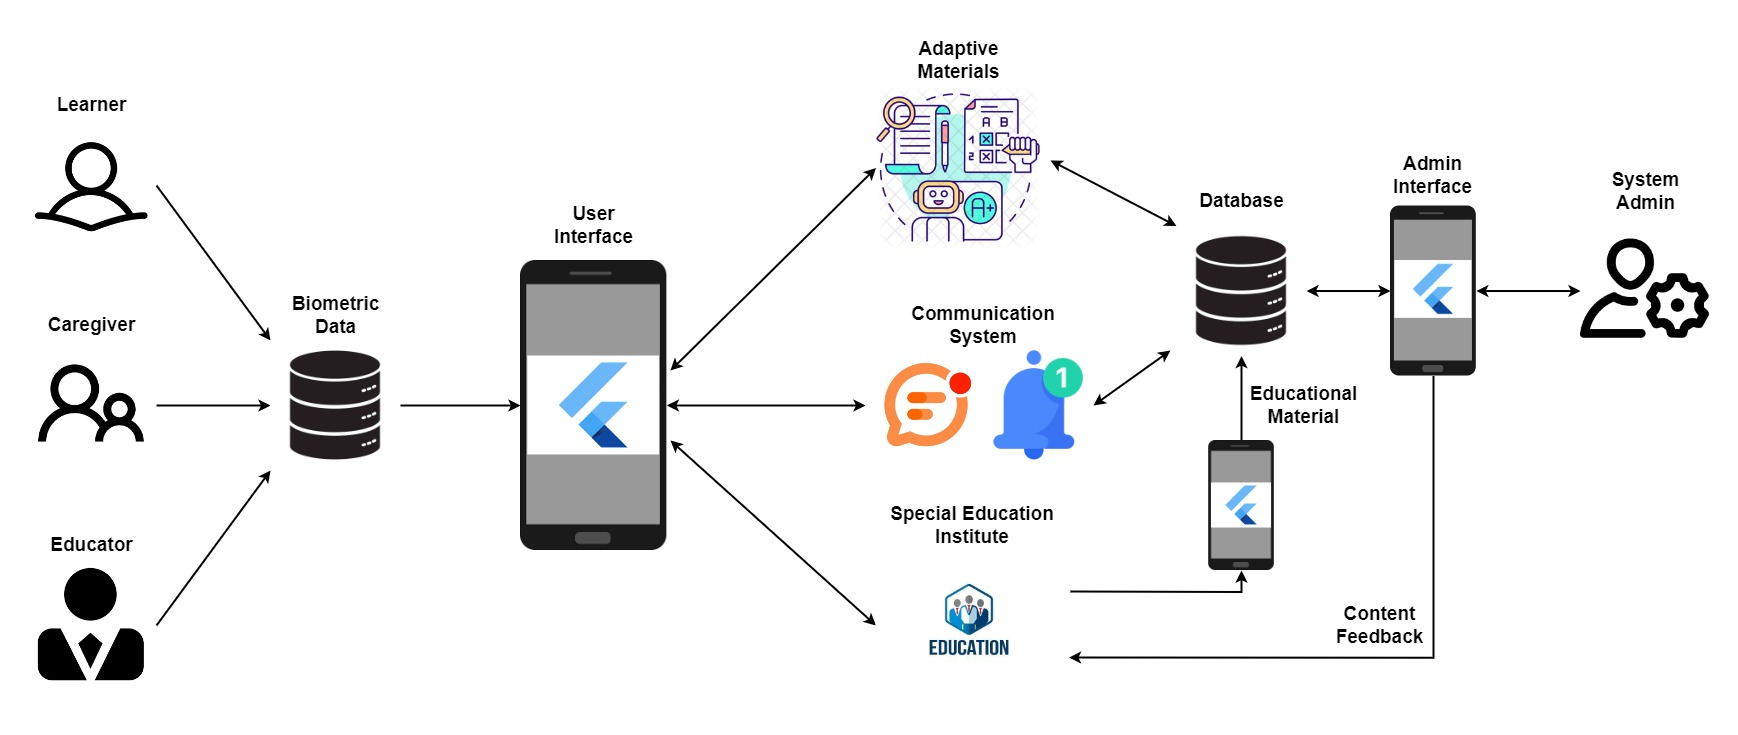 Adaptive
Materials
A B
1
2
A+
Learner
User
Interface
Admin
Interface
System
Admin
Database
Caregiver
Biometric
Data
Communication
System
1
Educational
Material
Special Education
Institute
Educator
EDUCATION
Content
Feedback